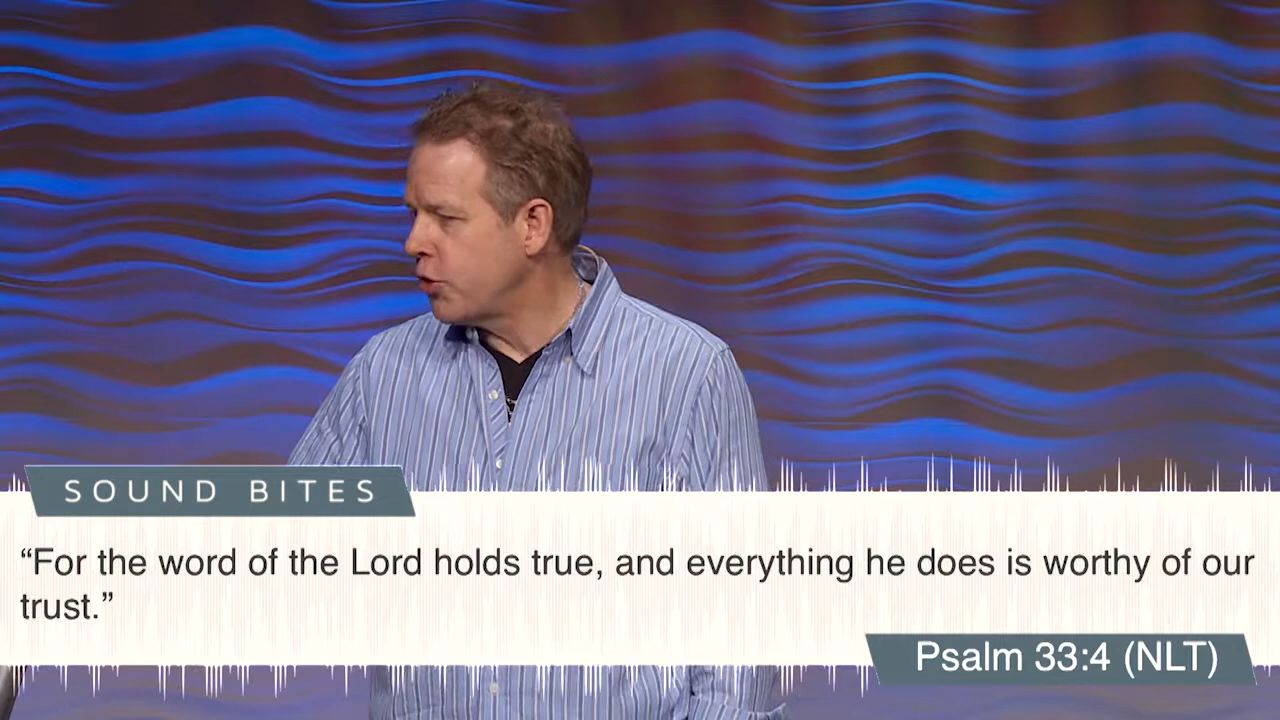 SOUND BITES
“For the word of the Lord holds true, and everything he does is worthy of our
trust.”
Psalm 33:4 (NLT)